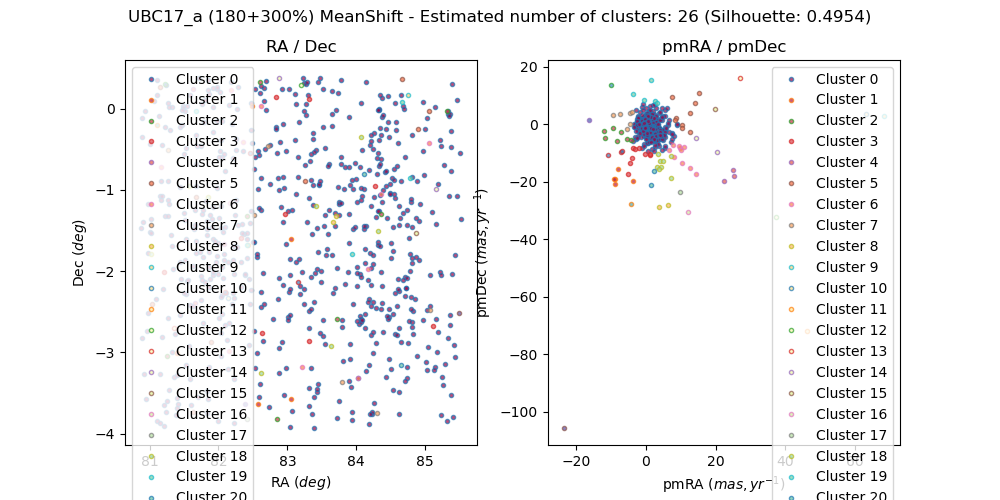 UBC17_a (180+300%) MeanShift - Estimated number of clusters: 26 (Silhouette: 0.4954)
RA / Dec
0
−1
−2
−3
−4
Dec (deg)
81
82
83
84
85
RA (deg)
Cluster 0
Cluster 1
Cluster 2
Cluster 3
Cluster 4
Cluster 5
Cluster 6
Cluster 7
Cluster 8
Cluster 9
Cluster 10
Cluster 11
Cluster 12
Cluster 13
Cluster 14
Cluster 15
Cluster 16
Cluster 17
Cluster 18
Cluster 19
Cluster 20
pmRA / pmDec
20
0
−20
−40
−60
−80
−100
pmDec (mas, yr⁻¹)
−20
0
20
40
60
pmRA (mas, yr⁻¹)
Cluster 0
Cluster 1
Cluster 2
Cluster 3
Cluster 4
Cluster 5
Cluster 6
Cluster 7
Cluster 8
Cluster 9
Cluster 10
Cluster 11
Cluster 12
Cluster 13
Cluster 14
Cluster 15
Cluster 16
Cluster 17
Cluster 18
Cluster 19
Cluster 20